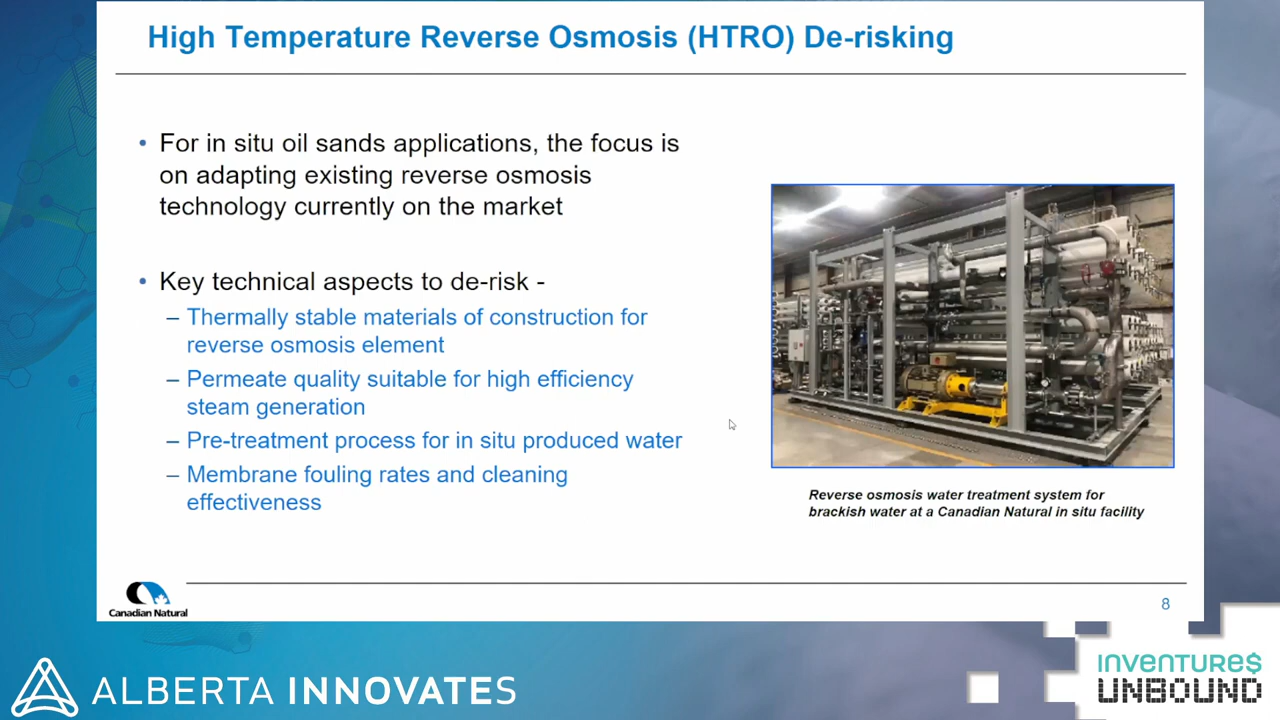 High Temperature Reverse Osmosis (HTRO) De-risking
• For in situ oil sands applications, the focus is
on adapting existing reverse osmosis
technology currently on the market
• Key technical aspects to de-risk -
– Thermally stable materials of construction for
reverse osmosis element
– Permeate quality suitable for high efficiency
steam generation
– Pre-treatment process for in situ produced water
– Membrane fouling rates and cleaning
effectiveness
Reverse osmosis water treatment system for
brackish water at a Canadian Natural in situ facility
Canadian Natural
8
ALBERTA INNOVATES
INVENTURE$
UNBOUND